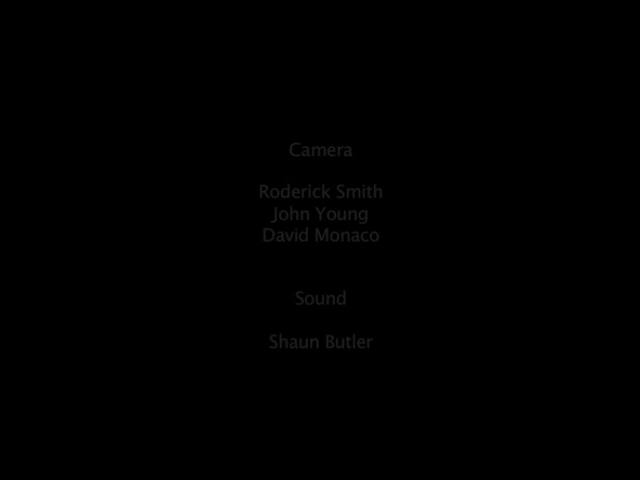 Camera
Roderick Smith
John Young
David Monaco
Sound
Shaun Butler